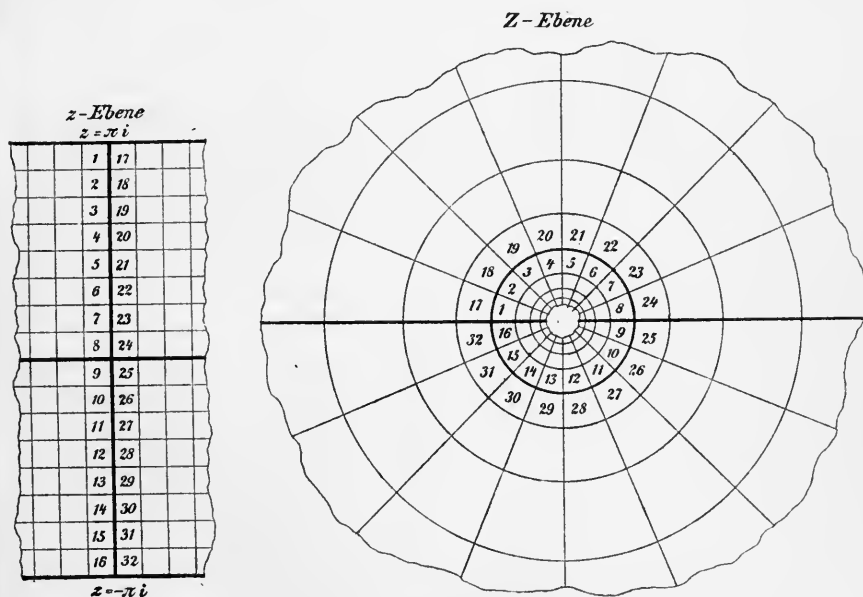 Z-Ebene
z-Ebene
z = πi
1 17
2 18
3 19
4 20
5 21
6 22
7 23
8 24
9 25
10 26
11 27
12 28
13 29
14 30
15 31
16 32
z = -πi
19 20 21 22
18 3 4 5 6 23
2 7
17 1 8 24
32 16 9 25
15 10
31 14 13 12 11 26
30 29 28 27